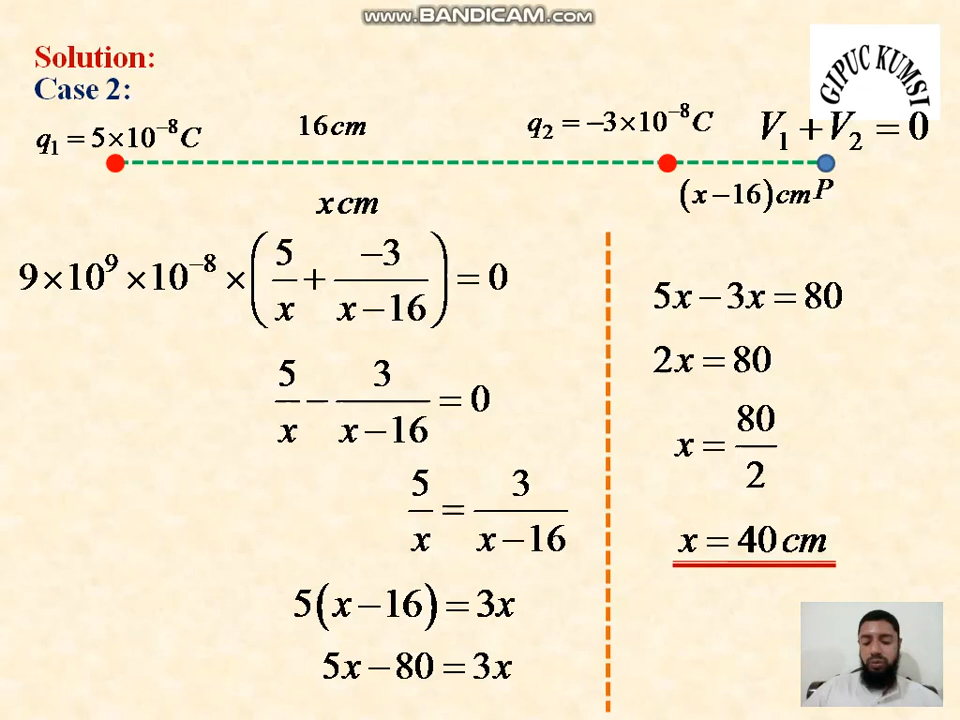 www.BANDICAM.com
Solution:
Case 2:
GIPUC KUMSI
q₁ = 5×10⁻⁸ C
16cm
q₂ = −3×10⁻⁸ C
V₁ + V₂ = 0
x cm
(x − 16) cm P
9×10⁹ ×10⁻⁸ × (5/x + −3/(x − 16)) = 0
5/x − 3/(x − 16) = 0
5/x = 3/(x − 16)
5(x − 16) = 3x
5x − 80 = 3x
5x − 3x = 80
2x = 80
x = 80/2
x = 40 cm